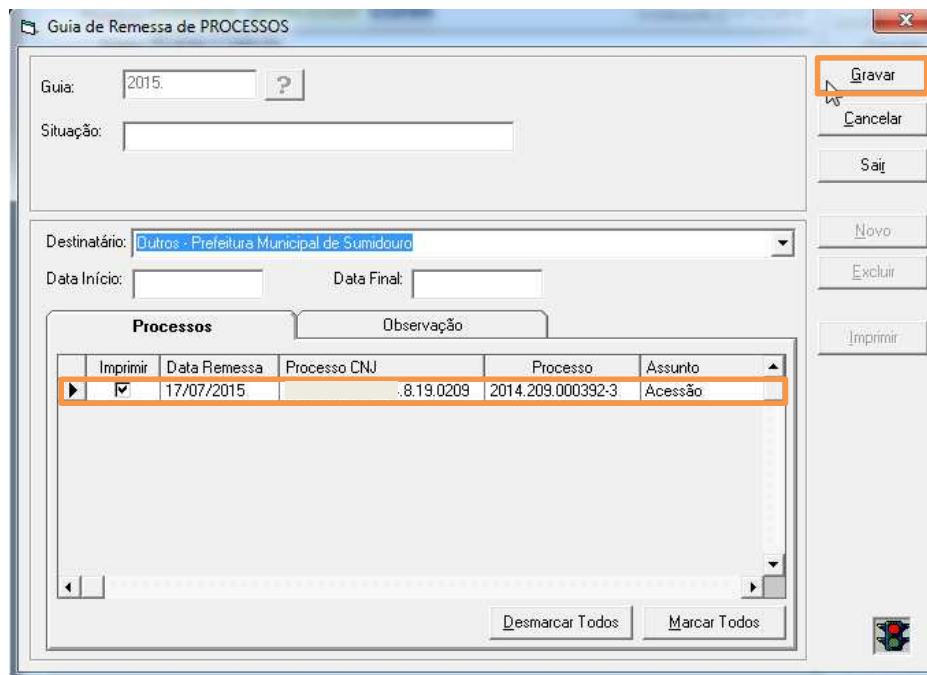 Guia de Remessa de PROCESSOS
Guia: 2015. ?
Gravar
Situação:
Cancelar
Sair
Destinatário: Outros - Prefeitura Municipal de Sumidouro
Novo
Data Início: Data Final:
Excluir
Processos Observação
Imprimir
Imprimir Data Remessa Processo CNJ Processo Assunto
17/07/2015 .8.19.0209 2014.209.000392-3 Acessão
Desmarcar Todos Marcar Todos